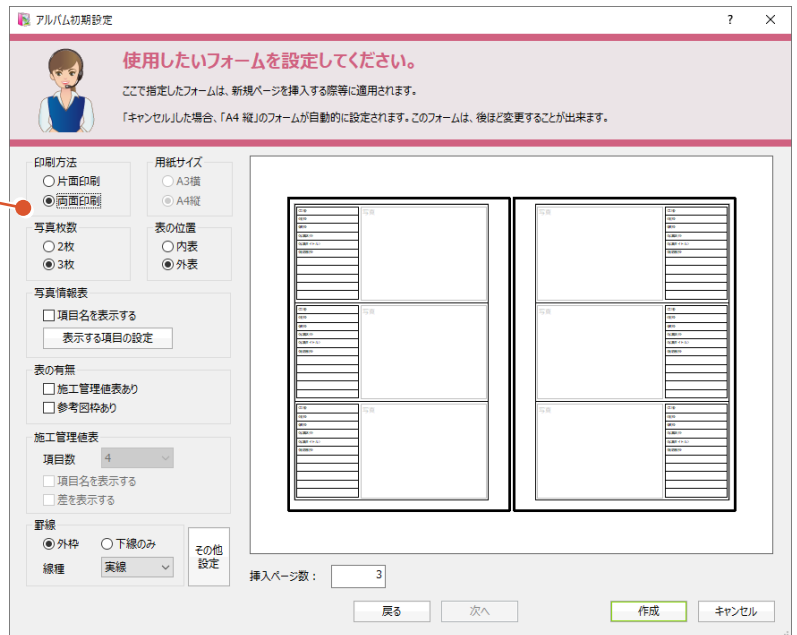 アルバム初期設定
?
使用したいフォームを設定してください。
ここで指定したフォームは、新規ページを挿入する際等に適用されます。
「キャンセル」した場合、「A4 縦」のフォームが自動的に設定されます。このフォームは、後ほど変更することが出来ます。
印刷方法
片面印刷
両面印刷
用紙サイズ
A3横
A4縦
写真枚数
2枚
3枚
表の位置
内表
外表
写真情報表
項目名を表示する
表示する項目の設定
表の有無
施工管理値表あり
参考図枠あり
施工管理値表
項目数 4
項目名を表示する
差を表示する
罫線
外枠 下線のみ
線種 実線
その他
設定
写真
写真
写真
写真
写真
写真
挿入ページ数： 3
戻る 次へ 作成 キャンセル